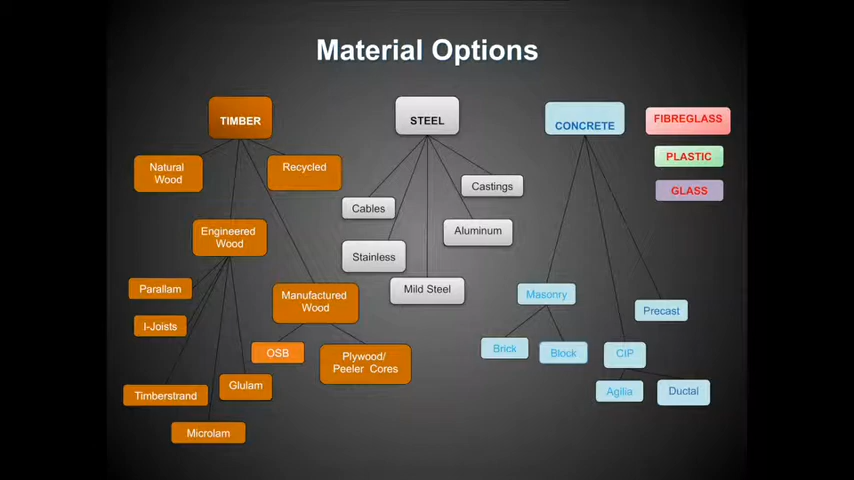 Material Options
TIMBER
STEEL
CONCRETE
FIBREGLASS
PLASTIC
GLASS
Natural
Wood
Recycled
Castings
Cables
Engineered
Wood
Aluminum
Stainless
Mild Steel
Parallam
Manufactured
Wood
Masonry
Precast
I-Joists
OSB
Plywood/
Peeler Cores
Brick
Block
CIP
Timberstrand
Glulam
Agilia
Ductal
Microlam